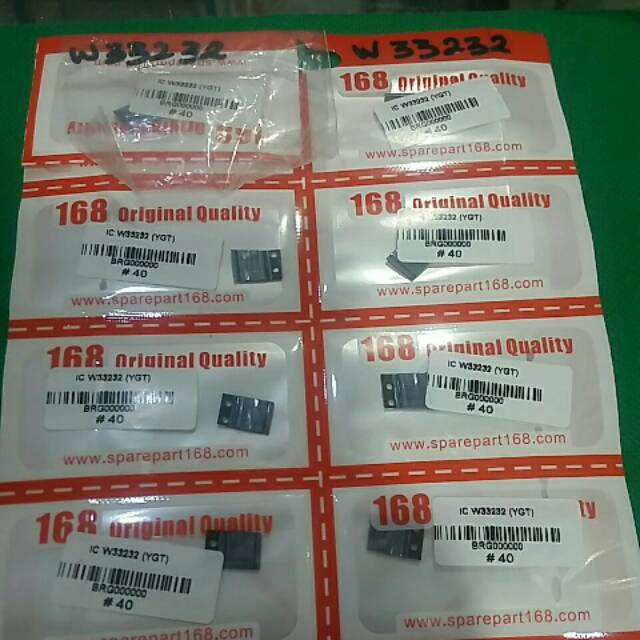 W33232
W 33232
IC W33232 (YGT)
BRG000000
# 40
168 Original Quality
IC W33232 (YGT)
BRG000000
# 40
www.sparepart168.com
168 Original Quality
IC W33232 (YGT)
BRG000000
# 40
www.sparepart168.com
168 Original Quality
IC W33232 (YGT)
BRG000000
# 40
www.sparepart168.com
168 Original Quality
IC W33232 (YGT)
BRG000000
# 40
www.sparepart168.com
168 Original Quality
IC W33232 (YGT)
BRG000000
# 40
www.sparepart168.com
168 Original Quality
IC W33232 (YGT)
BRG000000
# 40
168
IC W33232 (YGT)
BRG000000
# 40
www.sparepart168.com